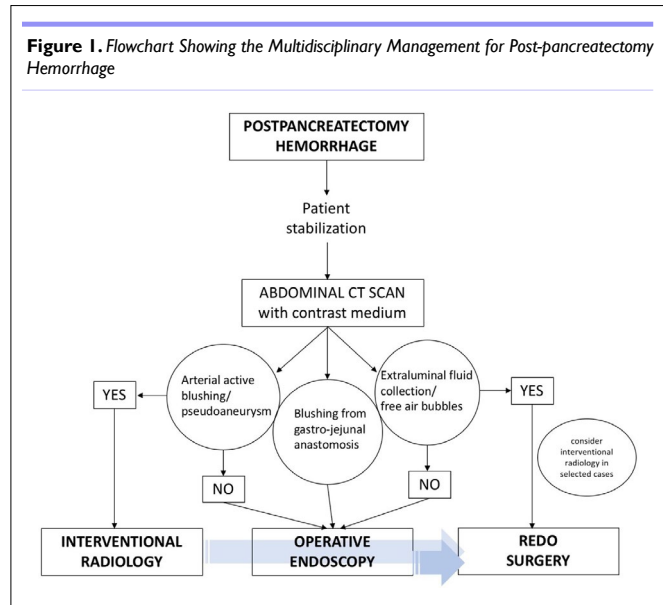 Figure 1. Flowchart Showing the Multidisciplinary Management for Post-pancreatectomy
Hemorrhage
POSTPANCREATECTOMY
HEMORRHAGE
Patient
stabilization
ABDOMINAL CT SCAN
with contrast medium
YES
Arterial active
blushing/
pseudoaneurysm
Blushing from
gastro-jejunal
anastomosis
Extraluminal fluid
collection/
free air bubbles
YES
consider
interventional
radiology in
selected cases
NO
NO
INTERVENTIONAL
RADIOLOGY
OPERATIVE
ENDOSCOPY
REDO
SURGERY